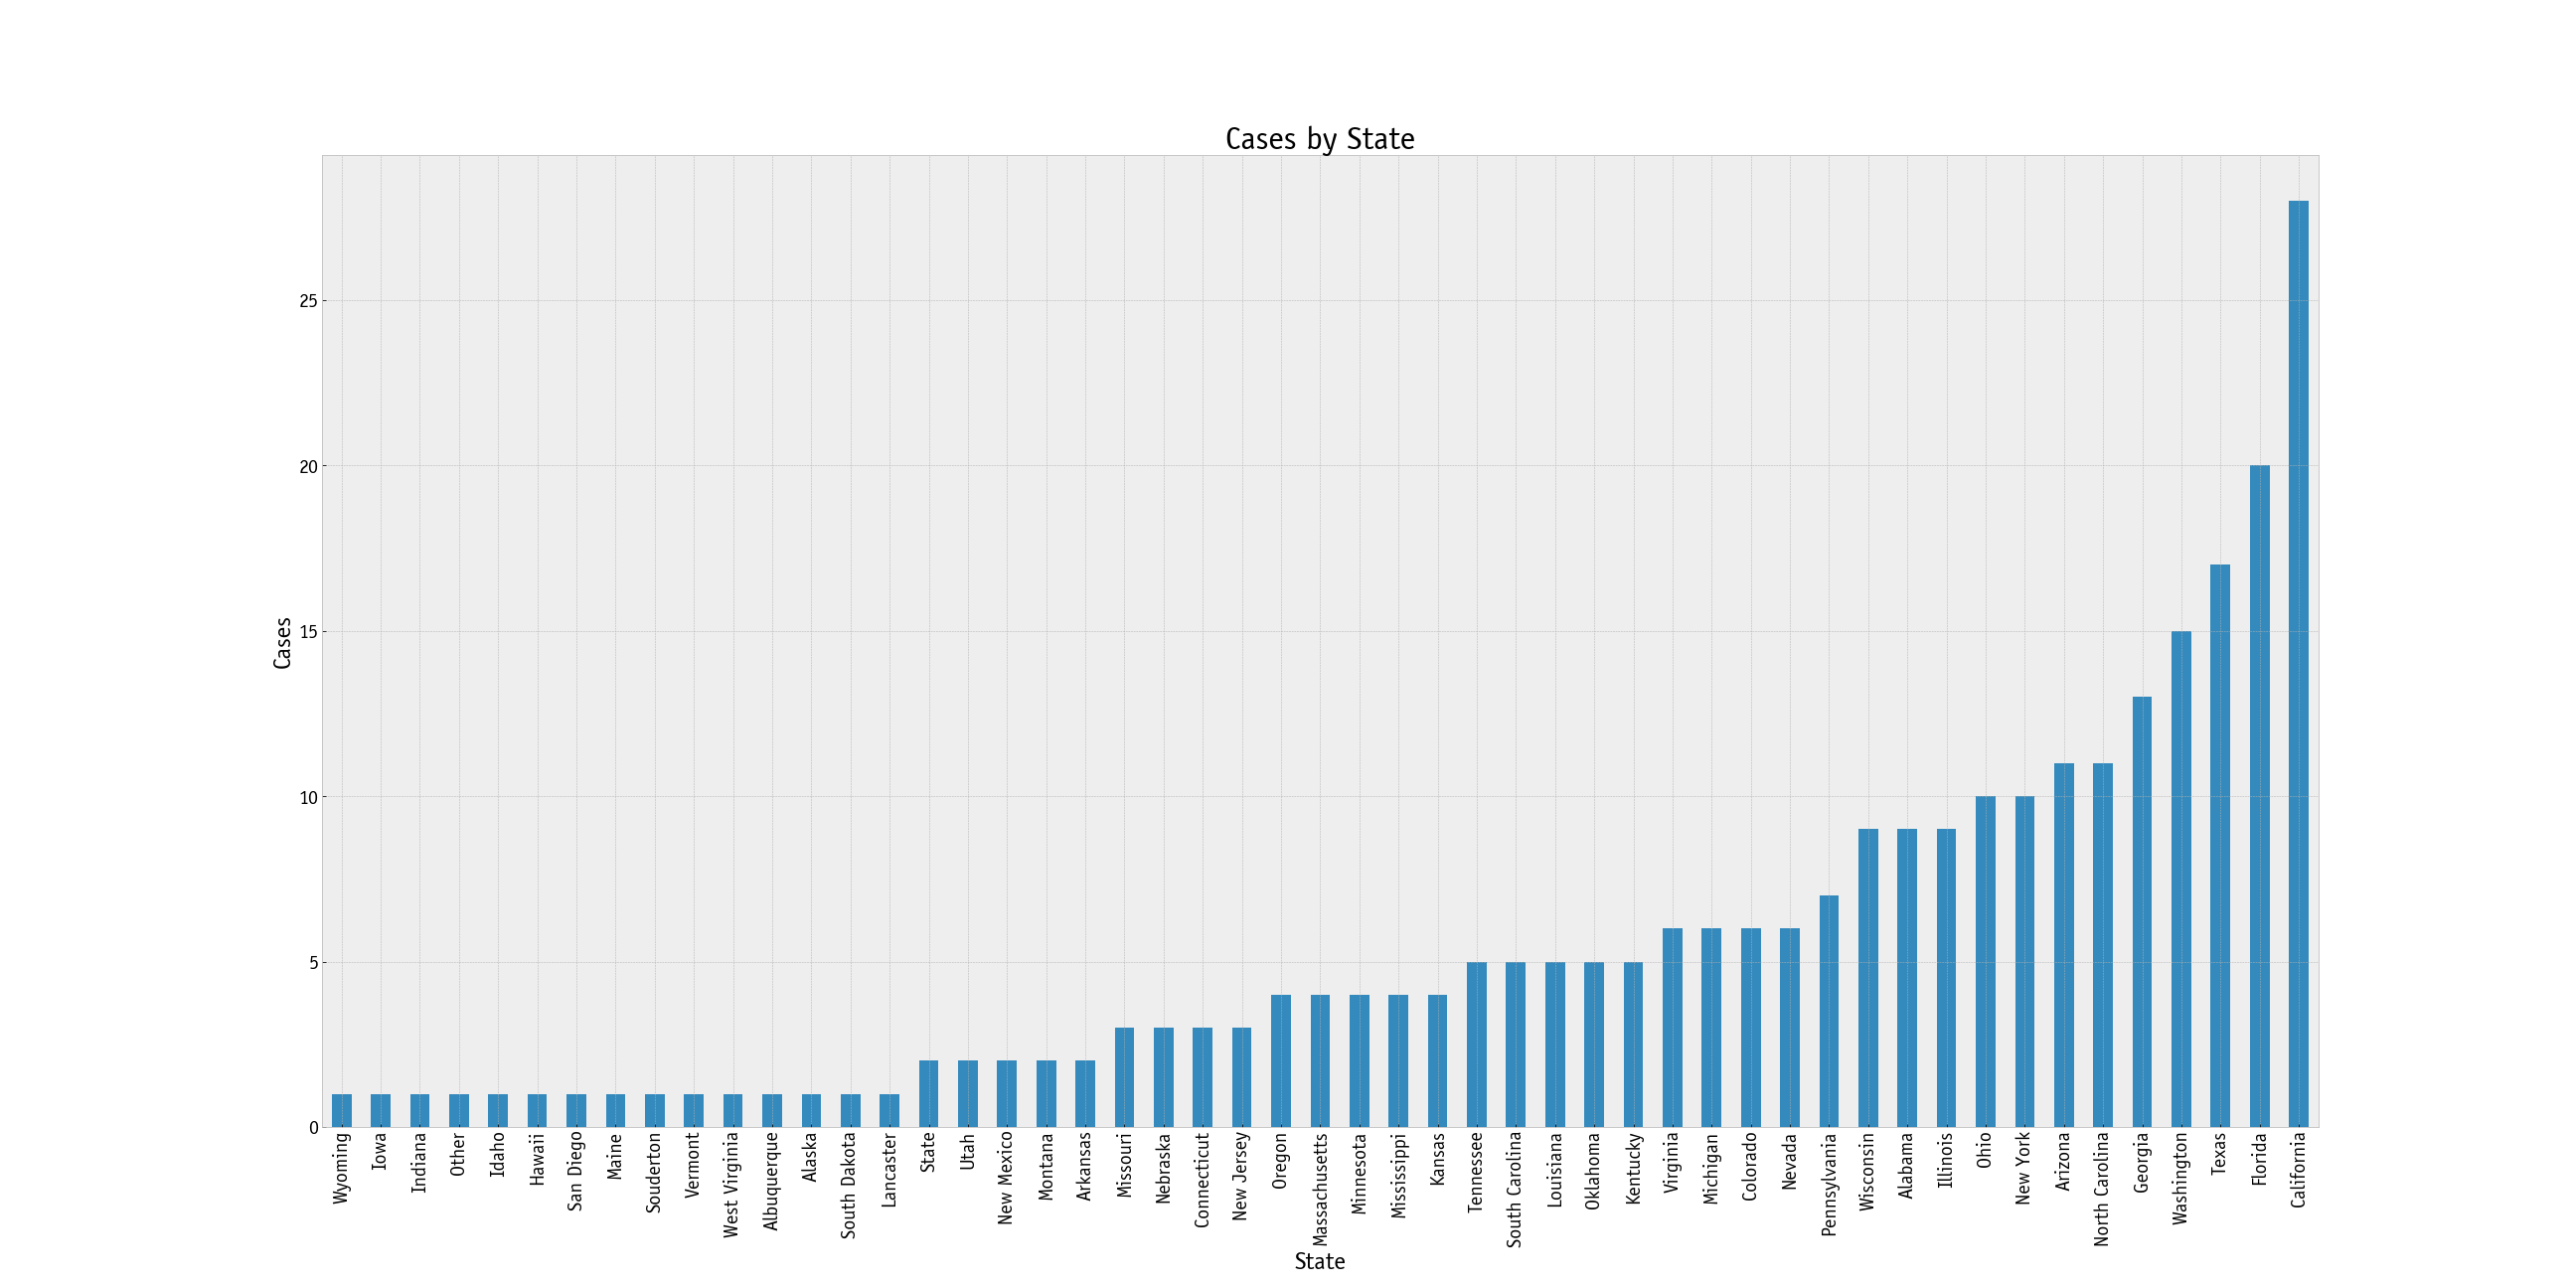 Cases by State
25
20
15
10
5
0
Cases
Wyoming
Iowa
Indiana
Other
Idaho
Hawaii
San Diego
Maine
Souderton
Vermont
West Virginia
Albuquerque
Alaska
South Dakota
Lancaster
State
Utah
New Mexico
Montana
Arkansas
Missouri
Nebraska
Connecticut
New Jersey
Oregon
Massachusetts
Minnesota
Mississippi
Kansas
Tennessee
South Carolina
Louisiana
Oklahoma
Kentucky
Virginia
Michigan
Colorado
Nevada
Pennsylvania
Wisconsin
Alabama
Illinois
Ohio
New York
Arizona
North Carolina
Georgia
Washington
Texas
Florida
California
State